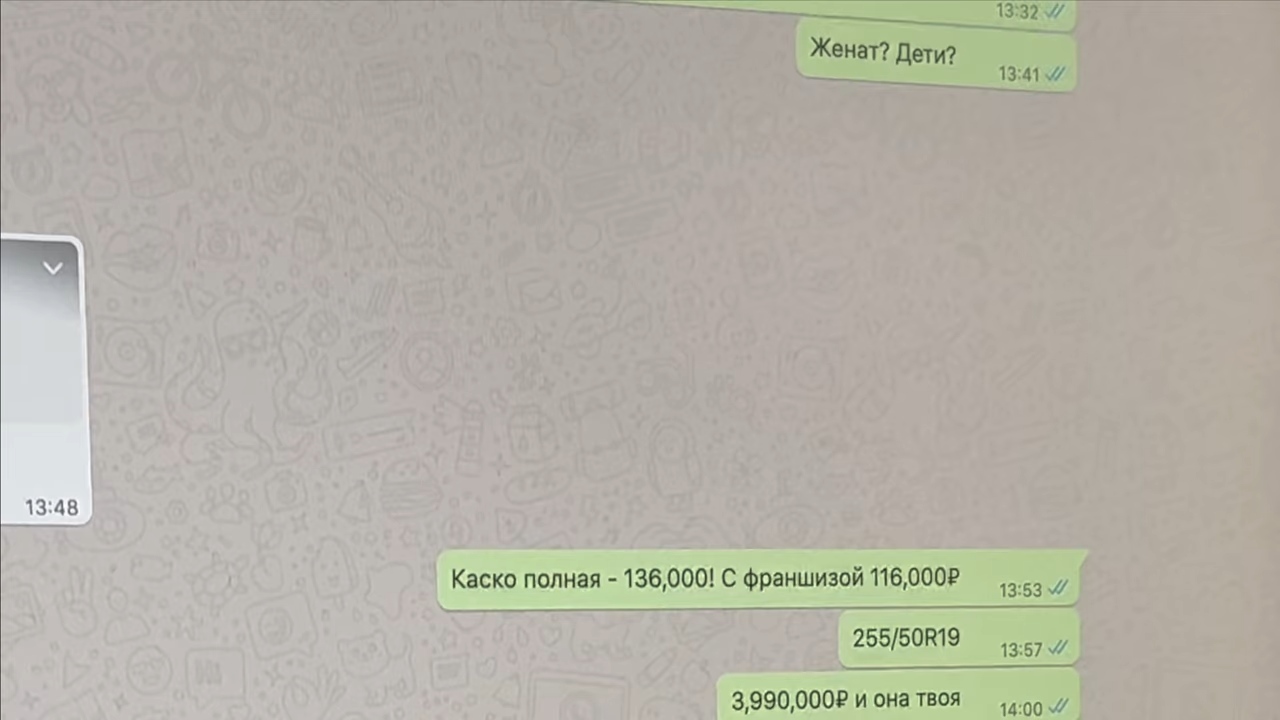 13:32
Женат? Дети?
13:41
13:48
Каско полная - 136,000! С франшизой 116,000₽
13:53
255/50R19
13:57
3,990,000₽ и она твоя
14:00